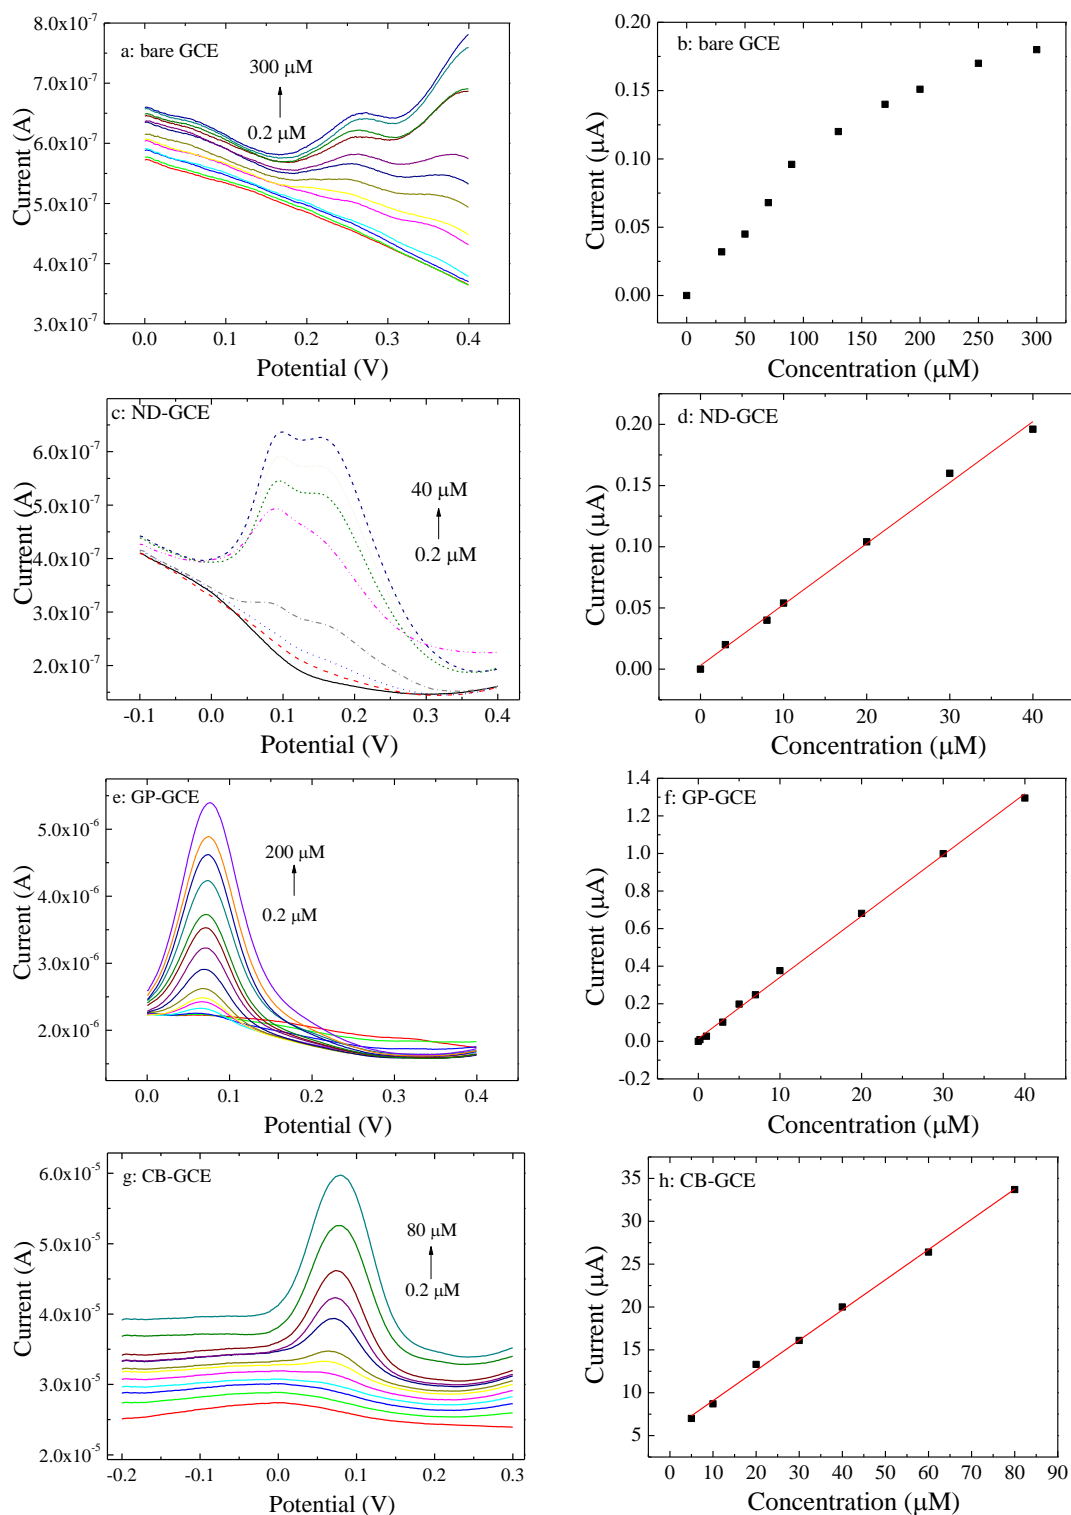 a: bare GCE
300 μM
0.2 μM
8.0x10⁻⁷
7.0x10⁻⁷
6.0x10⁻⁷
5.0x10⁻⁷
4.0x10⁻⁷
3.0x10⁻⁷
Current (A)
0.0 0.1 0.2 0.3 0.4
Potential (V)
b: bare GCE
0.20
0.15
0.10
0.05
0.00
Current (μA)
0 50 100 150 200 250 300
Concentration (μM)
c: ND-GCE
40 μM
0.2 μM
6.0x10⁻⁷
5.0x10⁻⁷
4.0x10⁻⁷
3.0x10⁻⁷
2.0x10⁻⁷
Current (A)
-0.1 0.0 0.1 0.2 0.3 0.4
Potential (V)
d: ND-GCE
0.20
0.15
0.10
0.05
0.00
Current (μA)
0 10 20 30 40
Concentration (μM)
e: GP-GCE
200 μM
0.2 μM
5.0x10⁻⁶
4.0x10⁻⁶
3.0x10⁻⁶
2.0x10⁻⁶
Current (A)
0.0 0.1 0.2 0.3 0.4
Potential (V)
f: GP-GCE
1.4
1.2
1.0
0.8
0.6
0.4
0.2
0.0
-0.2
Current (μA)
0 10 20 30 40
Concentration (μM)
g: CB-GCE
80 μM
0.2 μM
6.0x10⁻⁵
5.0x10⁻⁵
4.0x10⁻⁵
3.0x10⁻⁵
2.0x10⁻⁵
Current (A)
-0.2 -0.1 0.0 0.1 0.2 0.3
Potential (V)
h: CB-GCE
35
30
25
20
15
10
5
Current (μA)
0 10 20 30 40 50 60 70 80 90
Concentration (μM)